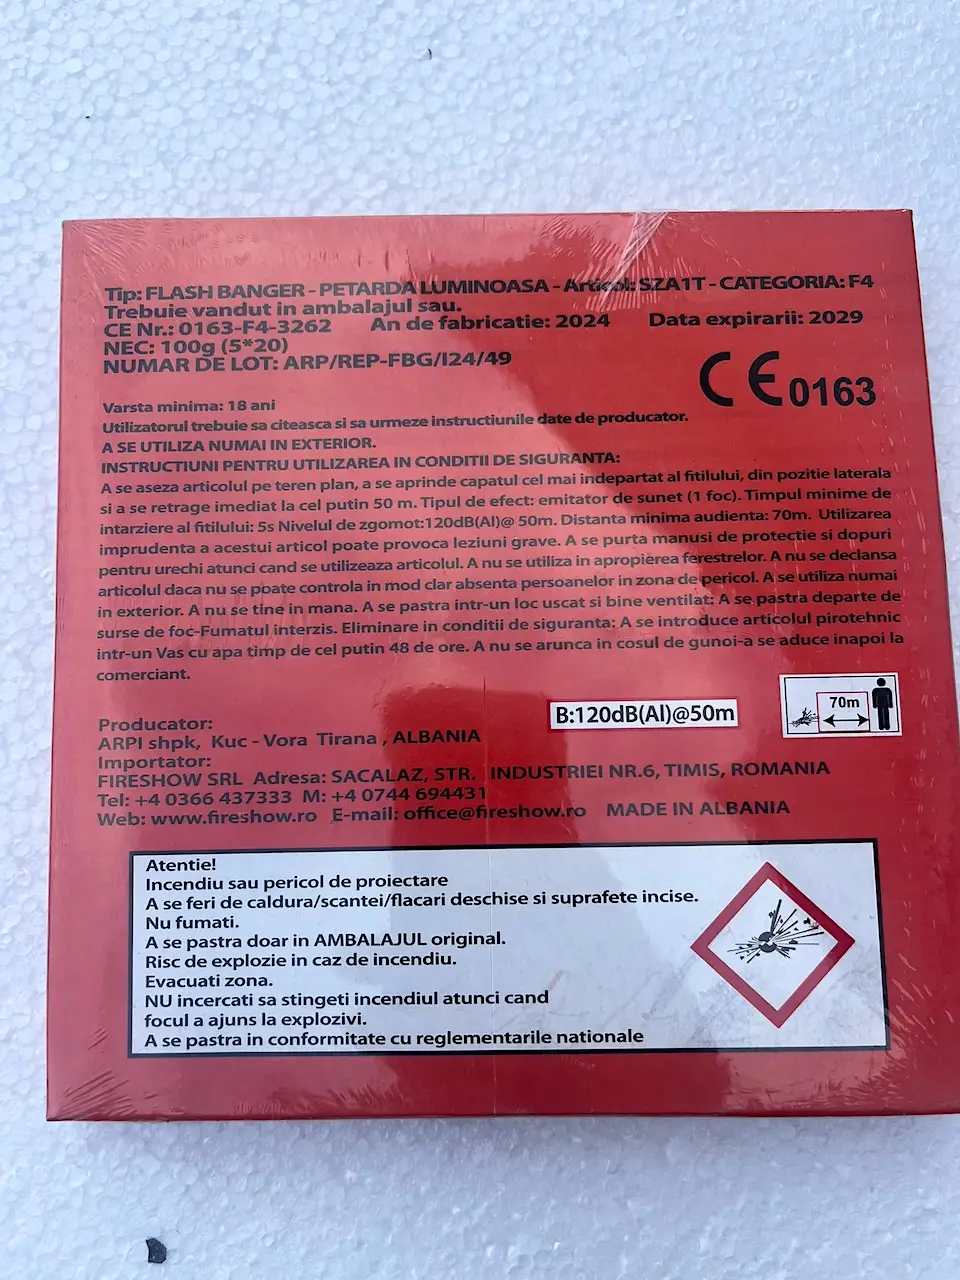 Tip: FLASH BANGER - PETARDA LUMINOASA - Articol: SZA1T - CATEGORIA: F4
Trebuie vandut in ambalajul sau.
CE Nr.: 0163-F4-3262 An de fabricatie: 2024 Data expirarii: 2029
NEC: 100g (5*20)
NUMAR DE LOT: ARP/REP-FBG/I24/49
CE 0163
Varsta minima: 18 ani
Utilizatorul trebuie sa citeasca si sa urmeze instructiunile date de producator.
A SE UTILIZA NUMAI IN EXTERIOR.
INSTRUCTIUNI PENTRU UTILIZAREA IN CONDITII DE SIGURANTA:
A se aseza articolul pe teren plan, a se aprinde capatul cel mai indepartat al fitilului, din pozitie laterala
si a se retrage imediat la cel putin 50 m. Tipul de efect: emitator de sunet (1 foc). Timpul minime de
intarziere al fitilului: 5s Nivelul de zgomot:120dB(AI)@ 50m. Distanta minima audienta: 70m. Utilizarea
imprudenta a acestui articol poate provoca leziuni grave. A se purta manusi de protectie si dopuri
pentru urechi atunci cand se utilizeaza articolul. A nu se utiliza in apropierea ferestrelor. A nu se declansa
articolul daca nu se poate controla in mod clar absenta persoanelor in zona de pericol. A se utiliza numai
in exterior. A nu se tine in mana. A se pastra intr-un loc uscat si bine ventilat: A se pastra departe de
surse de foc-Fumatul interzis. Eliminare in conditii de siguranta: A se introduce articolul pirotehnic
intr-un Vas cu apa timp de cel putin 48 de ore. A nu se arunca in cosul de gunoi-a se aduce inapoi la
comerciant.
B:120dB(AI)@50m
70m
Producator:
ARPI shpk, Kuc - Vora Tirana , ALBANIA
Importator:
FIRESHOW SRL Adresa: SACALAZ, STR. INDUSTRIEI NR.6, TIMIS, ROMANIA
Tel: +4 0366 437333 M: +4 0744 694431
Web: www.fireshow.ro E-mail: office@fireshow.ro MADE IN ALBANIA
Atentie!
Incendiu sau pericol de proiectare
A se feri de caldura/scantei/flacari deschise si suprafete incise.
Nu fumati.
A se pastra doar in AMBALAJUL original.
Risc de explozie in caz de incendiu.
Evacuati zona.
NU incercati sa stingeti incendiul atunci cand
focul a ajuns la explozivi.
A se pastra in conformitate cu reglementarile nationale